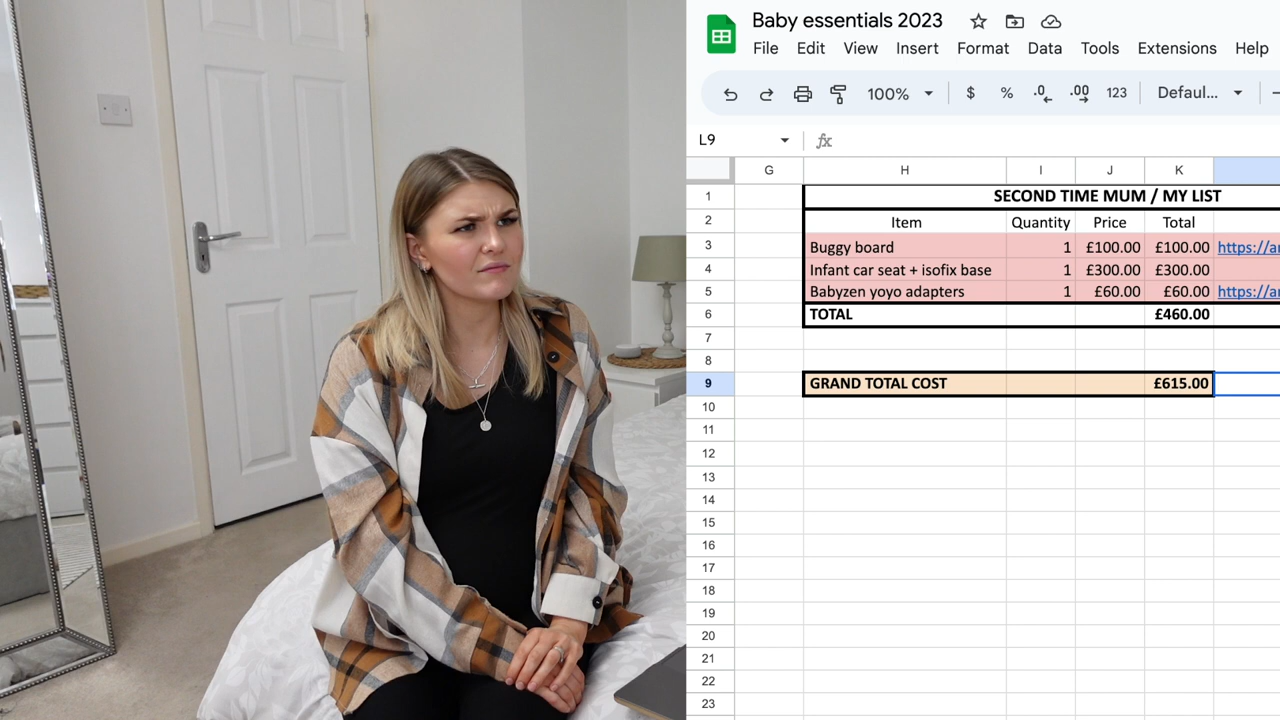 Baby essentials 2023
File Edit View Insert Format Data Tools Extensions Help
100% $ % .0 .00 123 Defaul...
L9 fx
G H I J K
1 SECOND TIME MUM / MY LIST
2 Item Quantity Price Total
3 Buggy board 1 £100.00 £100.00 https://a
4 Infant car seat + isofix base 1 £300.00 £300.00
5 Babyzen yoyo adapters 1 £60.00 £60.00 https://a
6 TOTAL £460.00
7
8
9 GRAND TOTAL COST £615.00
10
11
12
13
14
15
16
17
18
19
20
21
22
23